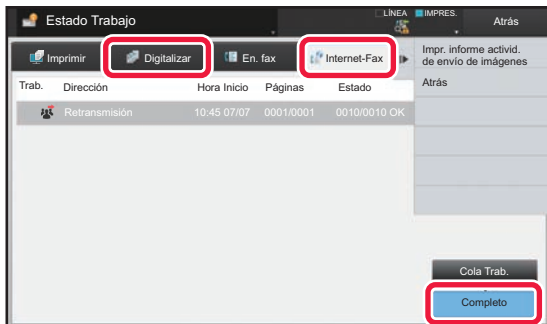 Estado Trabajo
LÍNEA
IMPRES.
Atrás
Imprimir
Digitalizar
En. fax
Internet-Fax
Impr. informe activid.
de envío de imágenes
Trab. Dirección Hora Inicio Páginas Estado
Atrás
Retransmisión 10:45 07/07 0001/0001 0010/0010 OK
Cola Trab.
Completo